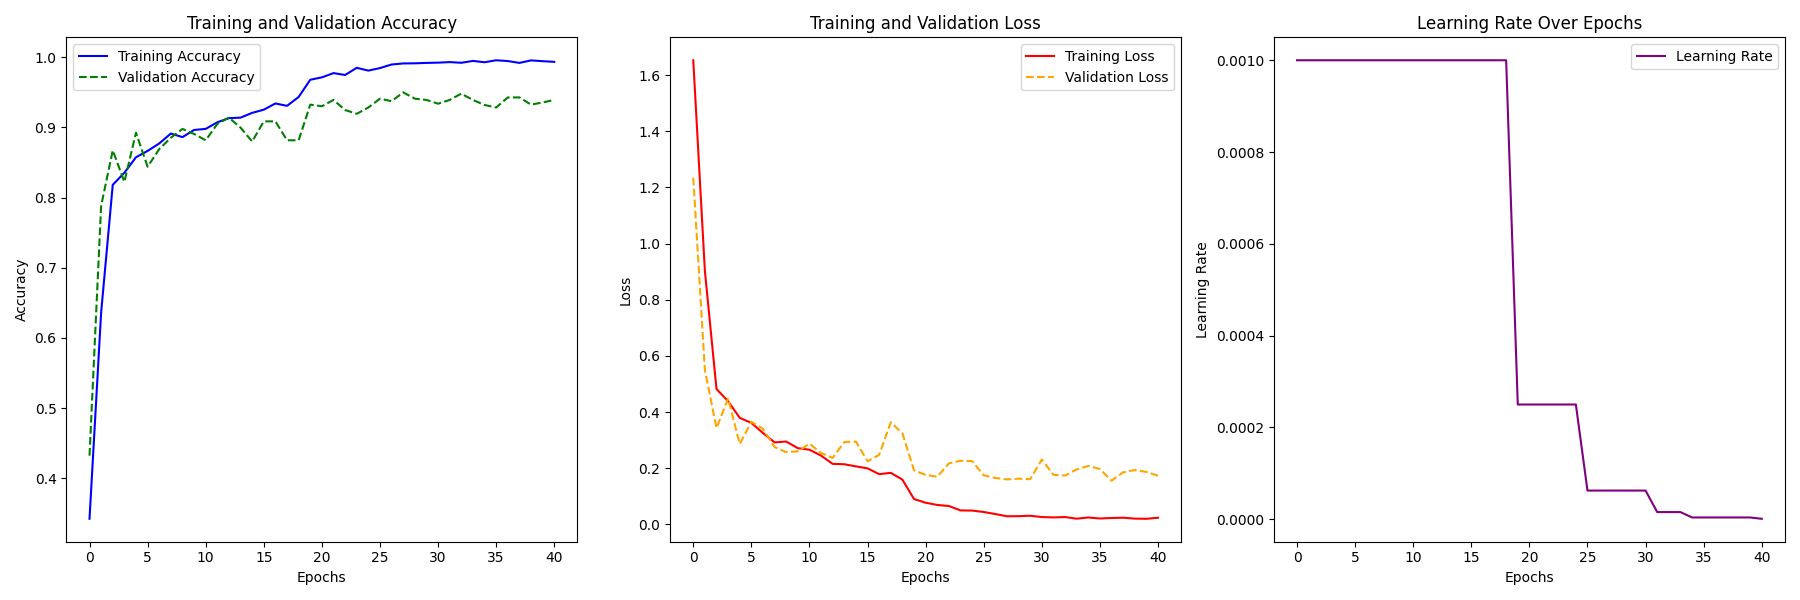 Training and Validation Accuracy
Training Accuracy
Validation Accuracy
1.0
0.9
0.8
0.7
0.6
0.5
0.4
Accuracy
0 5 10 15 20 25 30 35 40
Epochs
Training and Validation Loss
Training Loss
Validation Loss
1.6
1.4
1.2
1.0
0.8
0.6
0.4
0.2
0.0
Loss
0 5 10 15 20 25 30 35 40
Epochs
Learning Rate Over Epochs
Learning Rate
0.0010
0.0008
0.0006
0.0004
0.0002
0.0000
Learning Rate
0 5 10 15 20 25 30 35 40
Epochs